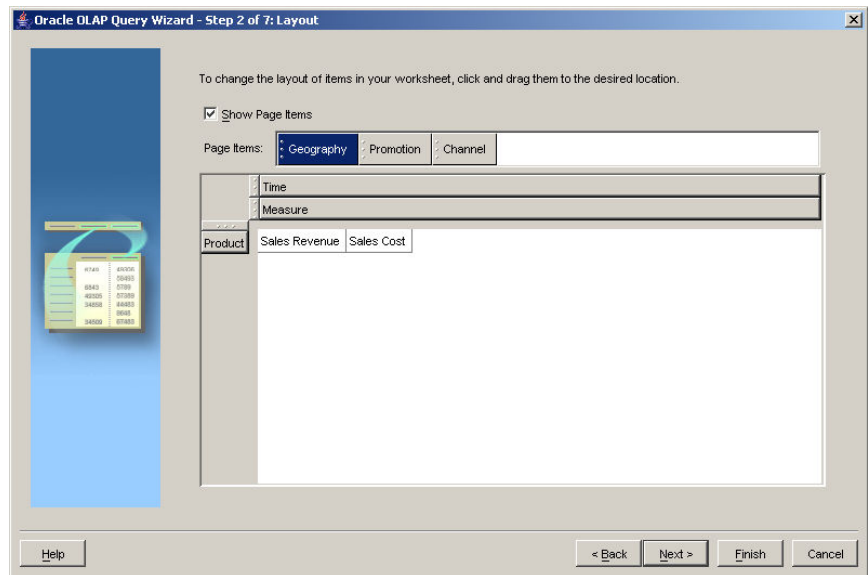 Oracle OLAP Query Wizard - Step 2 of 7: Layout
To change the layout of items in your worksheet, click and drag them to the desired location.
Show Page Items
Page Items: Geography Promotion Channel
Time
Measure
Product Sales Revenue Sales Cost
Help < Back Next > Finish Cancel